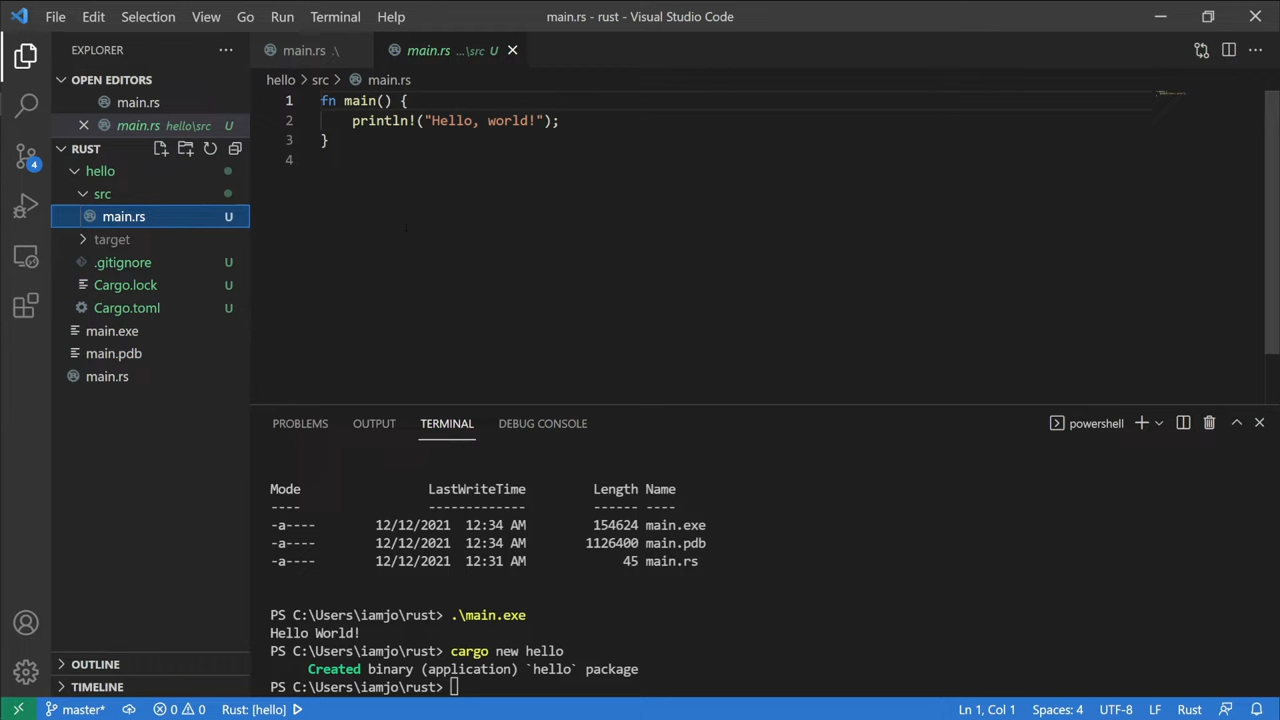 File Edit Selection View Go Run Terminal Help main.rs - rust - Visual Studio Code
EXPLORER
main.rs .\
main.rs ...\src U
OPEN EDITORS
main.rs
main.rs hello\src U
RUST
hello
src
main.rs U
target
.gitignore U
Cargo.lock U
Cargo.toml U
main.exe
main.pdb
main.rs
OUTLINE
TIMELINE
4
hello > src > main.rs
1 fn main() {
2 println!("Hello, world!");
3 }
4
PROBLEMS OUTPUT TERMINAL DEBUG CONSOLE powershell
Mode LastWriteTime Length Name
---- ------------- ------ ----
-a---- 12/12/2021 12:34 AM 154624 main.exe
-a---- 12/12/2021 12:34 AM 1126400 main.pdb
-a---- 12/12/2021 12:31 AM 45 main.rs
PS C:\Users\iamjo\rust> .\main.exe
Hello World!
PS C:\Users\iamjo\rust> cargo new hello
Created binary (application) `hello` package
PS C:\Users\iamjo\rust>
master* 0 0 Rust: [hello] Ln 1, Col 1 Spaces: 4 UTF-8 LF Rust